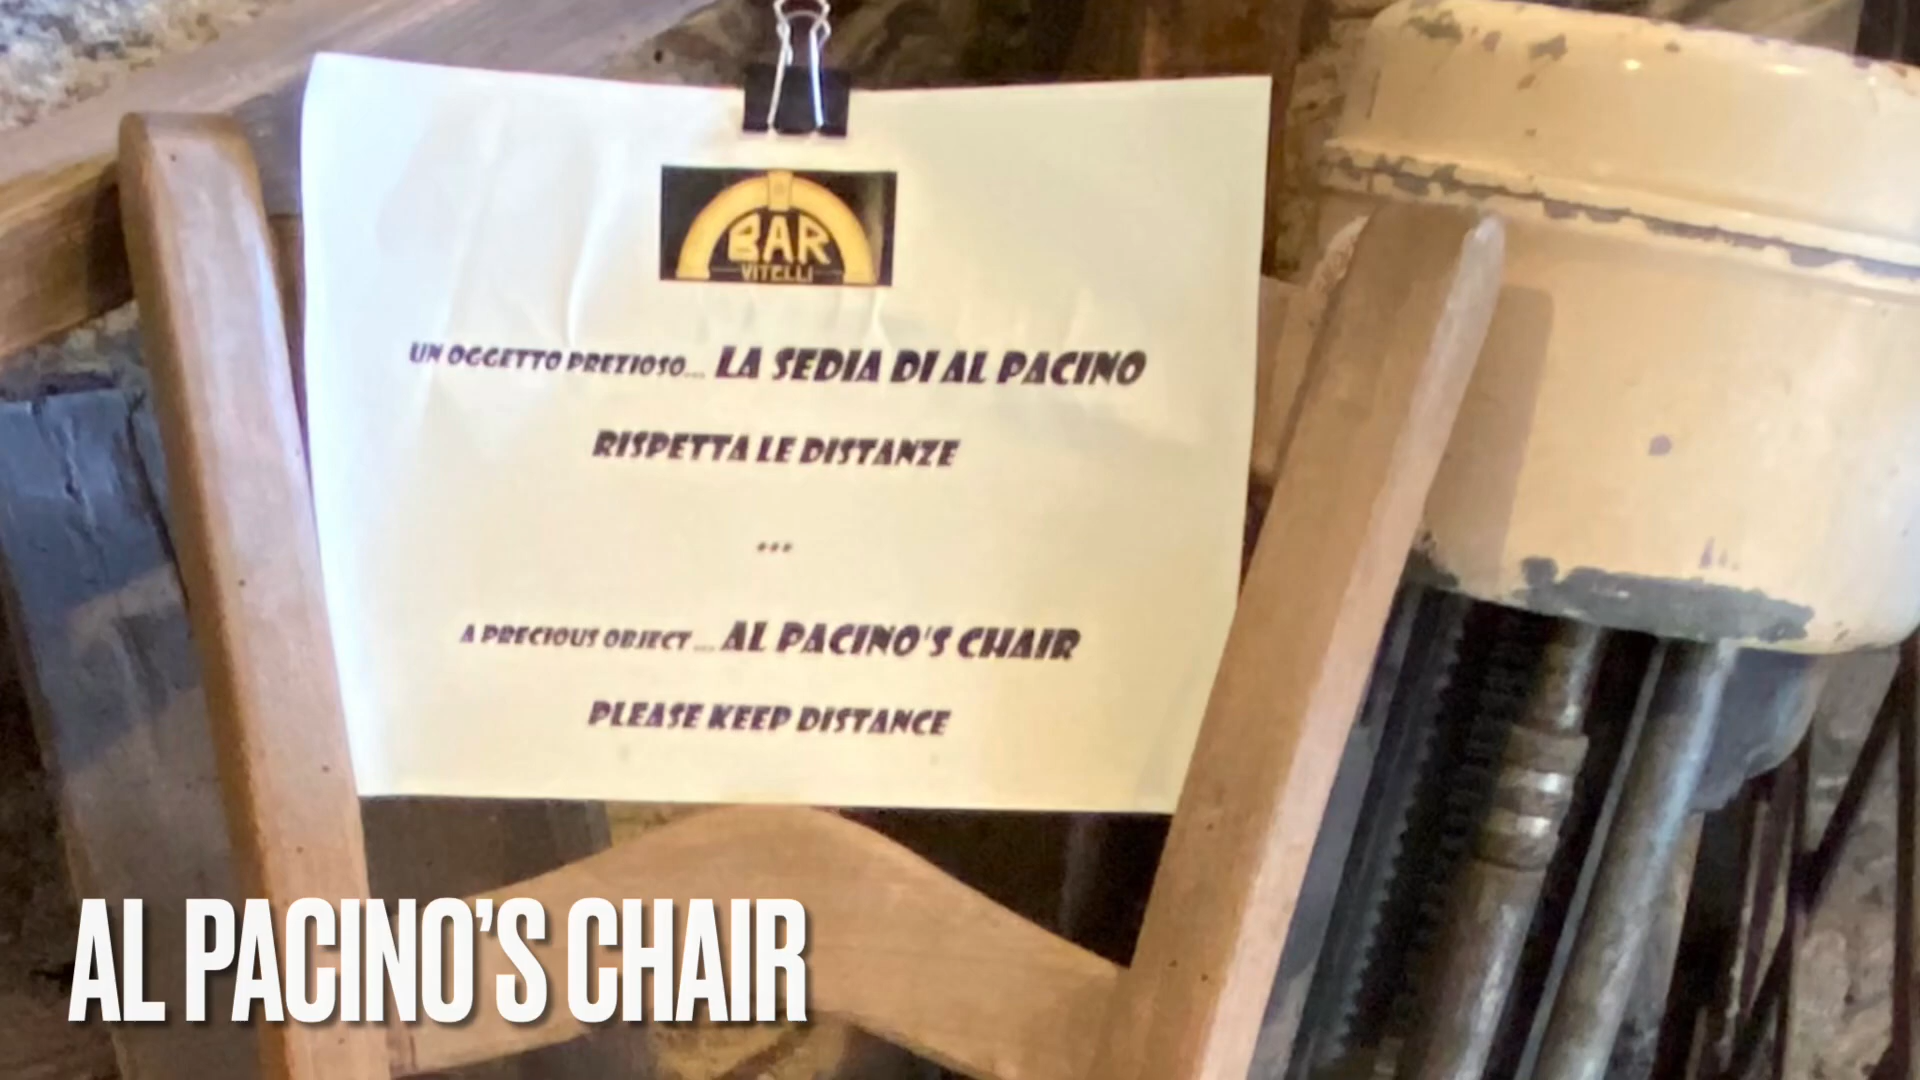 BAR
VITELLI
UN OGGETTO PREZIOSO... LA SEDIA DI AL PACINO
RISPETTA LE DISTANZE
***
A PRECIOUS OBJECT ... AL PACINO'S CHAIR
PLEASE KEEP DISTANCE
AL PACINO’S CHAIR